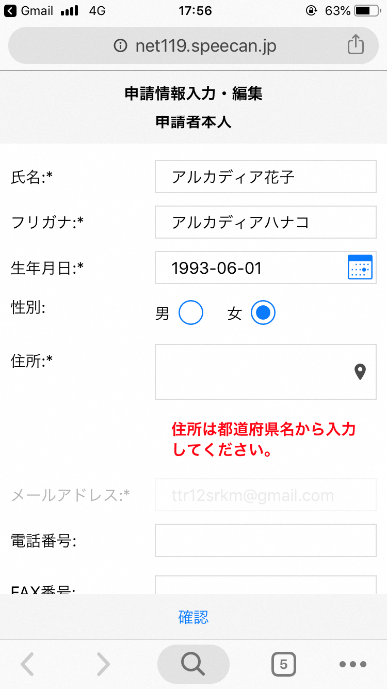 Gmail 4G 17:56 63%
net119.speecan.jp
申請情報入力・編集
申請者本人
氏名:* アルカディア花子
フリガナ:* アルカディアハナコ
生年月日:* 1993-06-01
性別: 男 女
住所:*
住所は都道府県名から入力
してください。
メールアドレス:* ttr12srkm@gmail.com
電話番号:
FAX番号:
確認
5